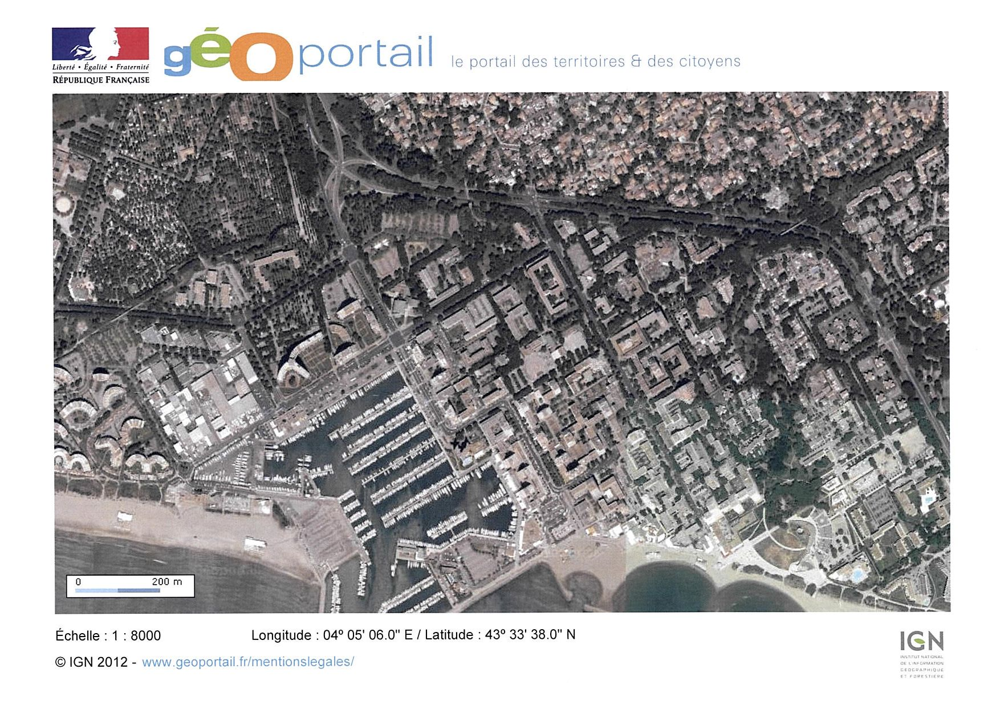 Liberté • Égalité • Fraternité
RÉPUBLIQUE FRANÇAISE
géoportail
le portail des territoires & des citoyens
0 200 m
Échelle : 1 : 8000
Longitude : 04º 05' 06.0" E / Latitude : 43º 33' 38.0" N
© IGN 2012 - www.geoportail.fr/mentionslegales/
IGN
INSTITUT NATIONAL
DE L'INFORMATION
GÉOGRAPHIQUE
ET FORESTIÈRE